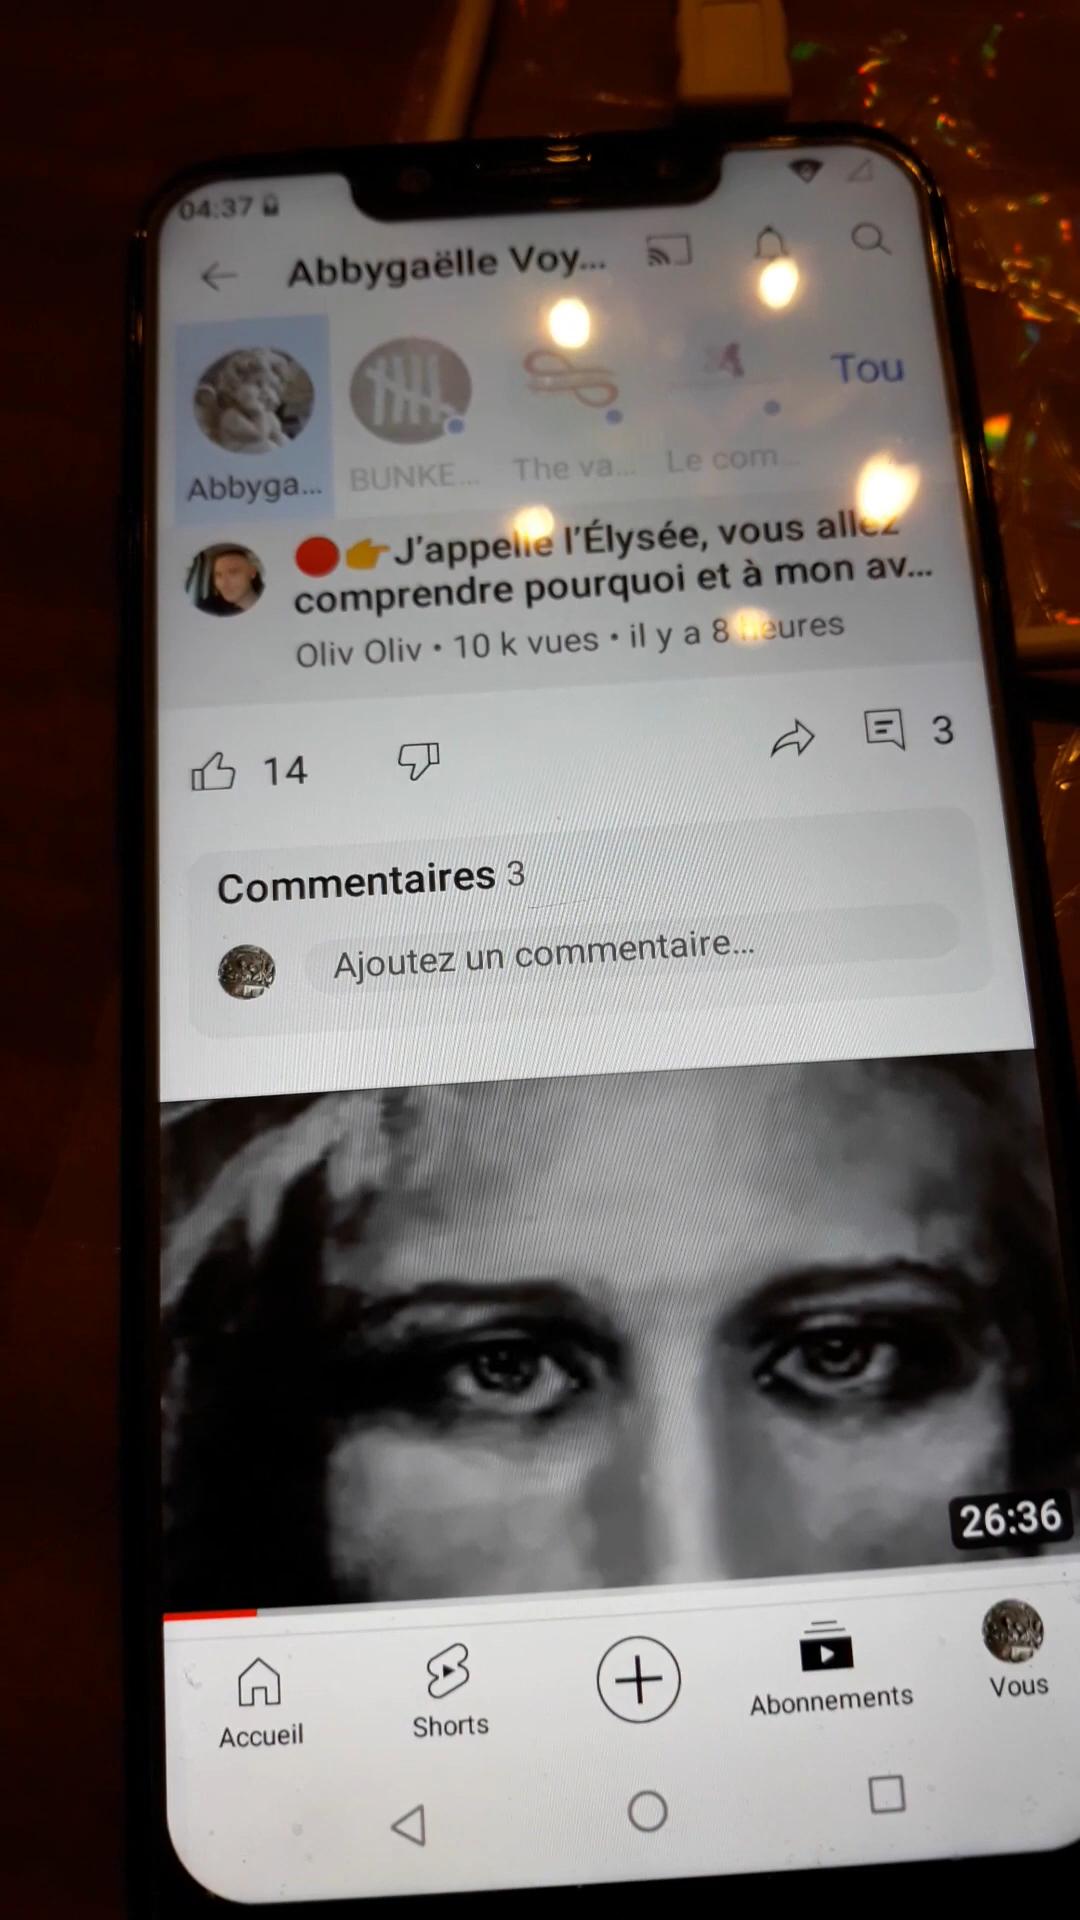 04:37
Abbygaëlle Voy...
Tou
Abbyga...
BUNKE...
The va...
Le com...
🔴👉J'appelle l'Élysée, vous allez
comprendre pourquoi et à mon av...
Oliv Oliv • 10 k vues • il y a 8 heures
14
3
Commentaires 3
Ajoutez un commentaire...
26:36
Accueil
Shorts
Abonnements
Vous